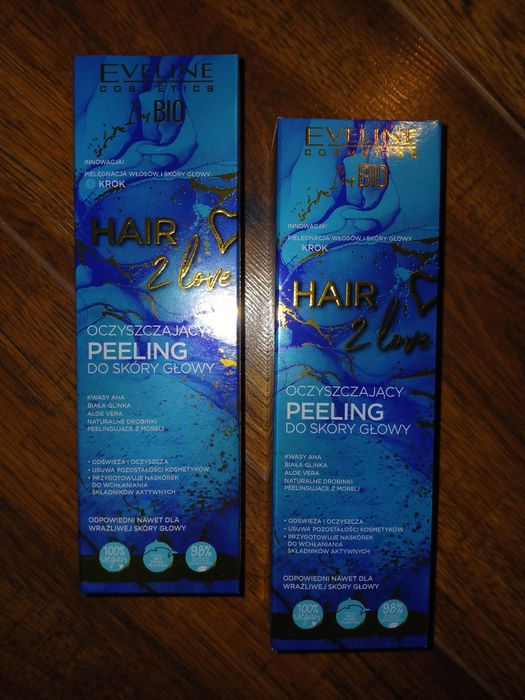 EVELINE
COSMETICS
I'm BIO
INNOWACJA!
PIELĘGNACJA WŁOSÓW I SKÓRY GŁOWY
1 KROK
HAIR
2 love
OCZYSZCZAJĄCY
PEELING
DO SKÓRY GŁOWY
KWASY AHA
BIAŁA GLINKA
ALOE VERA
NATURALNE DROBINKI
PEELINGUJĄCE Z MORELI
• ODŚWIEŻA I OCZYSZCZA
• USUWA POZOSTAŁOŚCI KOSMETYKÓW
• PRZYGOTOWUJE NASKÓREK
DO WCHŁANIANIA
SKŁADNIKÓW AKTYWNYCH
ODPOWIEDNI NAWET DLA
WRAŻLIWEJ SKÓRY GŁOWY
100%
vegan
98%
EVELINE
COSMETICS
I'm BIO
INNOWACJA!
PIELĘGNACJA WŁOSÓW I SKÓRY GŁOWY
KROK
HAIR
2 love
OCZYSZCZAJĄCY
PEELING
DO SKÓRY GŁOWY
KWASY AHA
BIAŁA GLINKA
ALOE VERA
NATURALNE DROBINKI
PEELINGUJĄCE Z MORELI
• ODŚWIEŻA I OCZYSZCZA
• USUWA POZOSTAŁOŚCI KOSMETYKÓW
• PRZYGOTOWUJE NASKÓREK
DO WCHŁANIANIA
SKŁADNIKÓW AKTYWNYCH
ODPOWIEDNI NAWET DLA
WRAŻLIWEJ SKÓRY GŁOWY
100%
vegan
98%